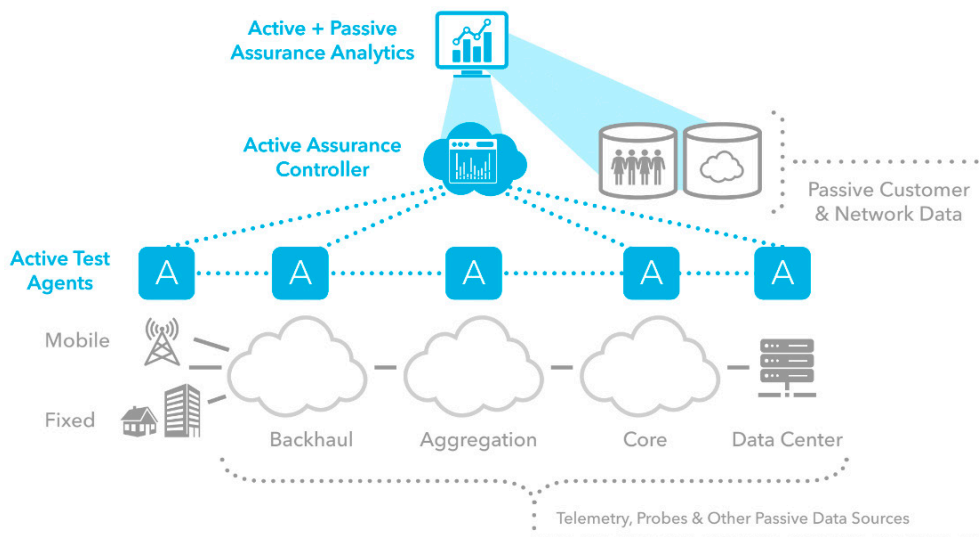 Active + Passive
Assurance Analytics
Active Assurance
Controller
Passive Customer
& Network Data
Active Test
Agents
A
A
A
A
A
Mobile
Fixed
Backhaul
Aggregation
Core
Data Center
Telemetry, Probes & Other Passive Data Sources